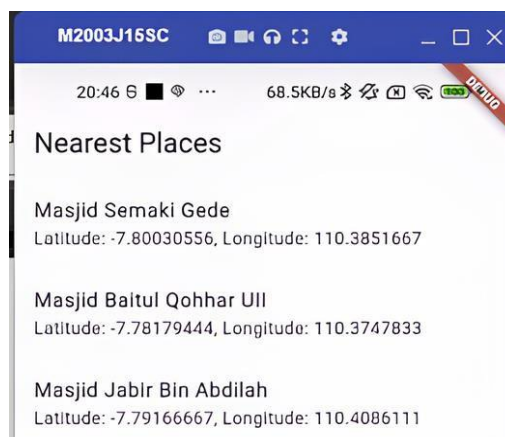 M2003J15SC
20:46 ... 68.5KB/s 100
DEBUG
Nearest Places
Masjid Semaki Gede
Latitude: -7.80030556, Longitude: 110.3851667
Masjid Baitul Qohhar UII
Latitude: -7.78179444, Longitude: 110.3747833
Masjid Jabir Bin Abdilah
Latitude: -7.79166667, Longitude: 110.4086111